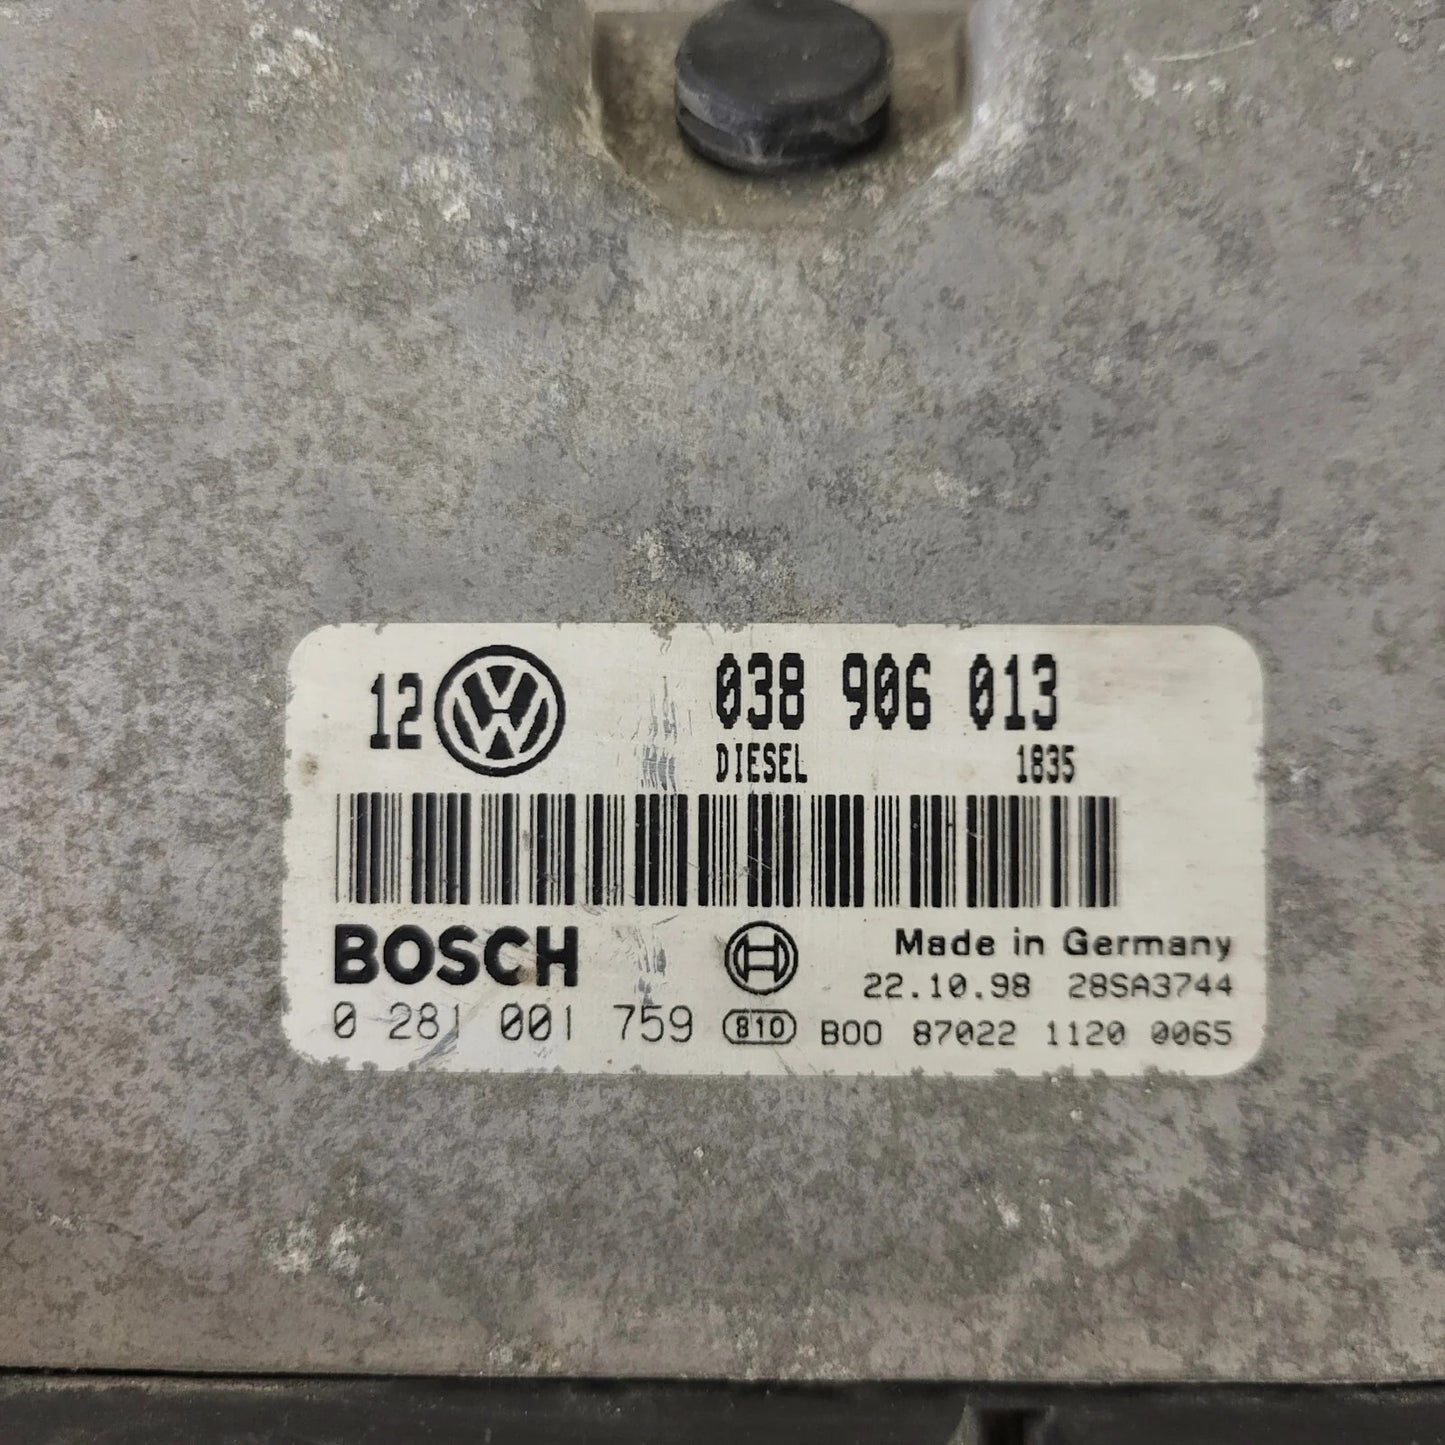 12 VW 038 906 013
DIESEL 1835
BOSCH Made in Germany
22.10.98 28SA3744
0 281 001 759 810 B00 87022 1120 0065